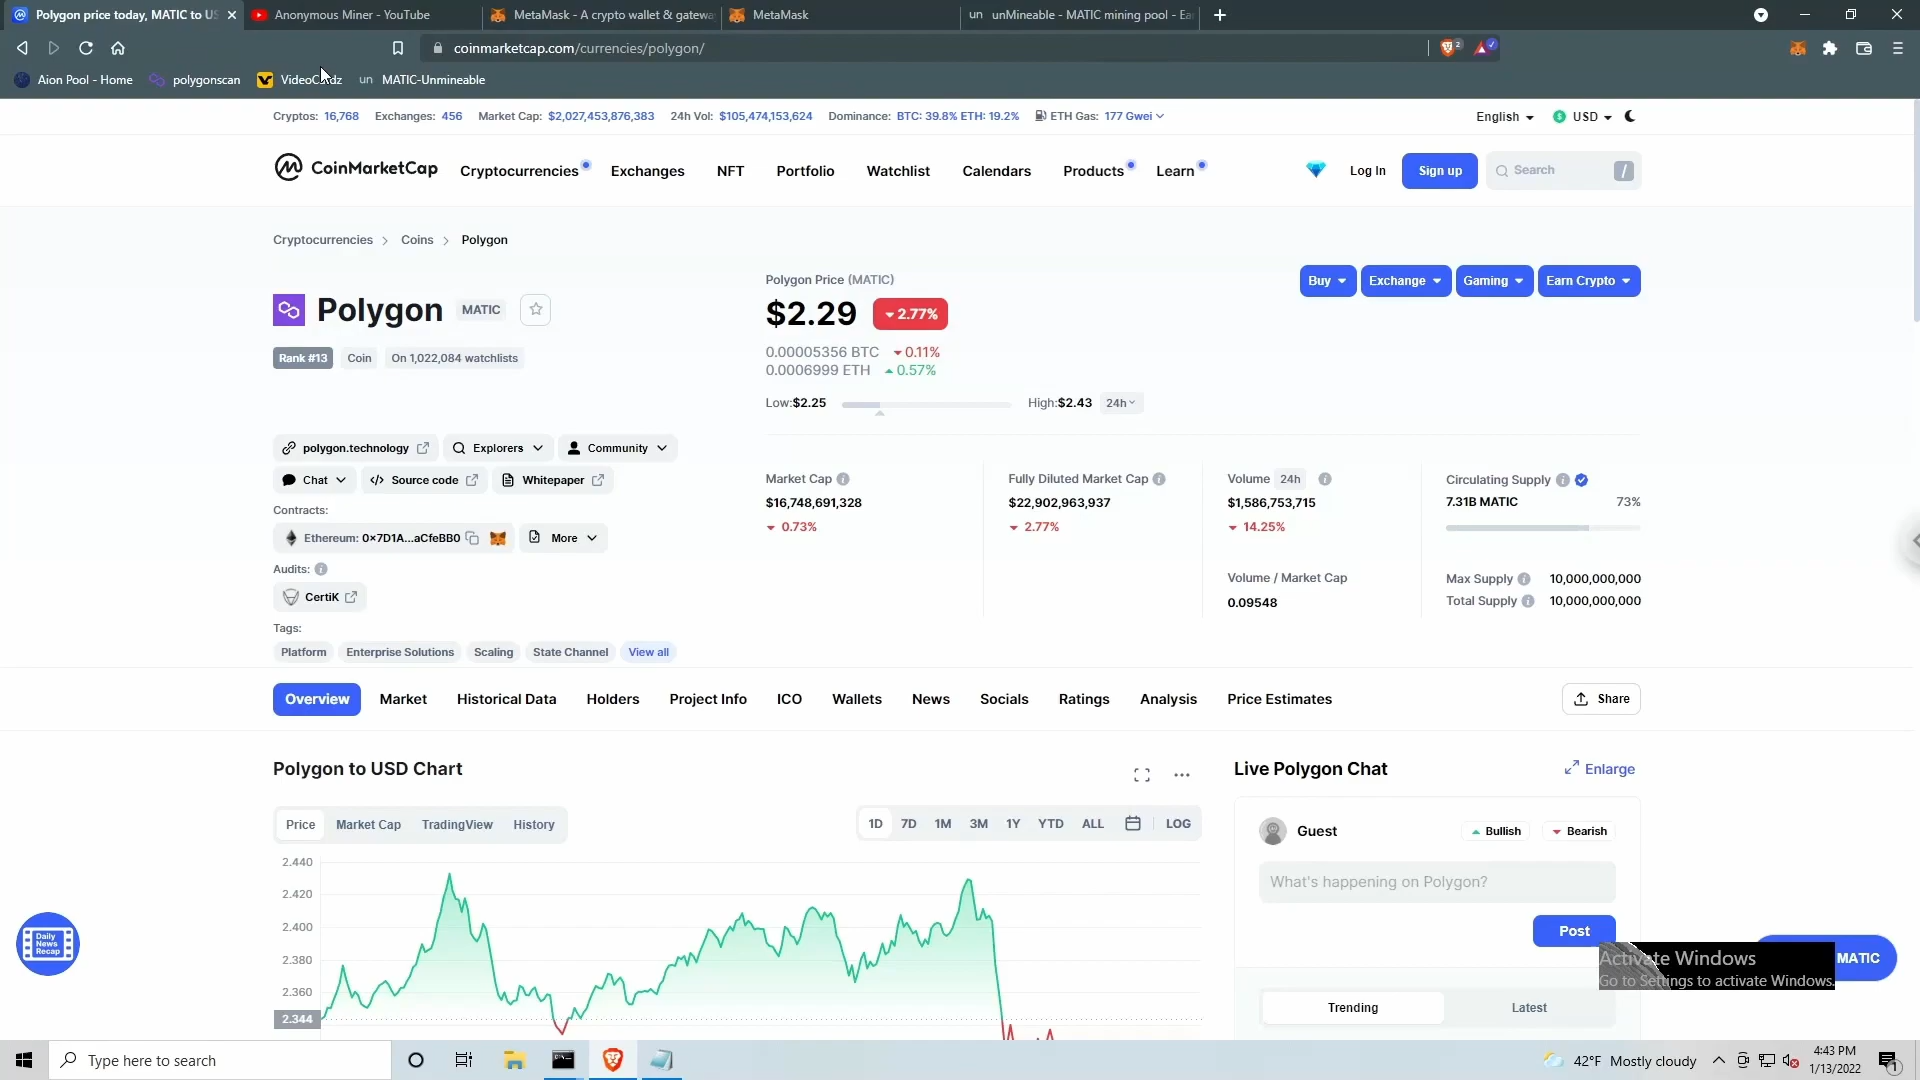 Polygon price today, MATIC to US
Anonymous Miner - YouTube
MetaMask - A crypto wallet & gatewa
MetaMask
un unMineable - MATIC mining pool - Ear
coinmarketcap.com/currencies/polygon/
2
Aion Pool - Home
polygonscan
un MATIC-Unmineable
Cryptos: 16,768 Exchanges: 456 Market Cap: $2,027,453,876,383 24h Vol: $105,474,153,624 Dominance: BTC: 39.8% ETH: 19.2% ETH Gas: 177 Gwei
English USD
CoinMarketCap
Cryptocurrencies Exchanges NFT Portfolio Watchlist Calendars Products Learn
Log In Sign up Search /
Cryptocurrencies > Coins > Polygon
Polygon MATIC
Rank #13 Coin On 1,022,084 watchlists
Polygon Price (MATIC)
$2.29 2.77%
0.00005356 BTC 0.11%
0.0006999 ETH 0.57%
Low:$2.25 High:$2.43 24h
Buy Exchange Gaming Earn Crypto
polygon.technology Explorers Community
Chat Source code Whitepaper
Contracts:
Ethereum: 0x7D1A...aCfeBB0 More
Audits:
CertiK
Tags:
Platform Enterprise Solutions Scaling State Channel View all
Market Cap
$16,748,691,328
0.73%
Fully Diluted Market Cap
$22,902,963,937
2.77%
Volume 24h
$1,586,753,715
14.25%
Volume / Market Cap
0.09548
Circulating Supply
7.31B MATIC 73%
Max Supply 10,000,000,000
Total Supply 10,000,000,000
Overview Market Historical Data Holders Project Info ICO Wallets News Socials Ratings Analysis Price Estimates
Share
Polygon to USD Chart
Price Market Cap TradingView History
1D 7D 1M 3M 1Y YTD ALL LOG
2.440
2.420
2.400
2.380
2.360
2.344
Live Polygon Chat
Enlarge
Guest
Bullish Bearish
What's happening on Polygon?
Post
Trending Latest
Daily
News
Recap
MATIC
Activate Windows
Go to Settings to activate Windows.
Type here to search
42°F Mostly cloudy
4:43 PM
1/13/2022
1